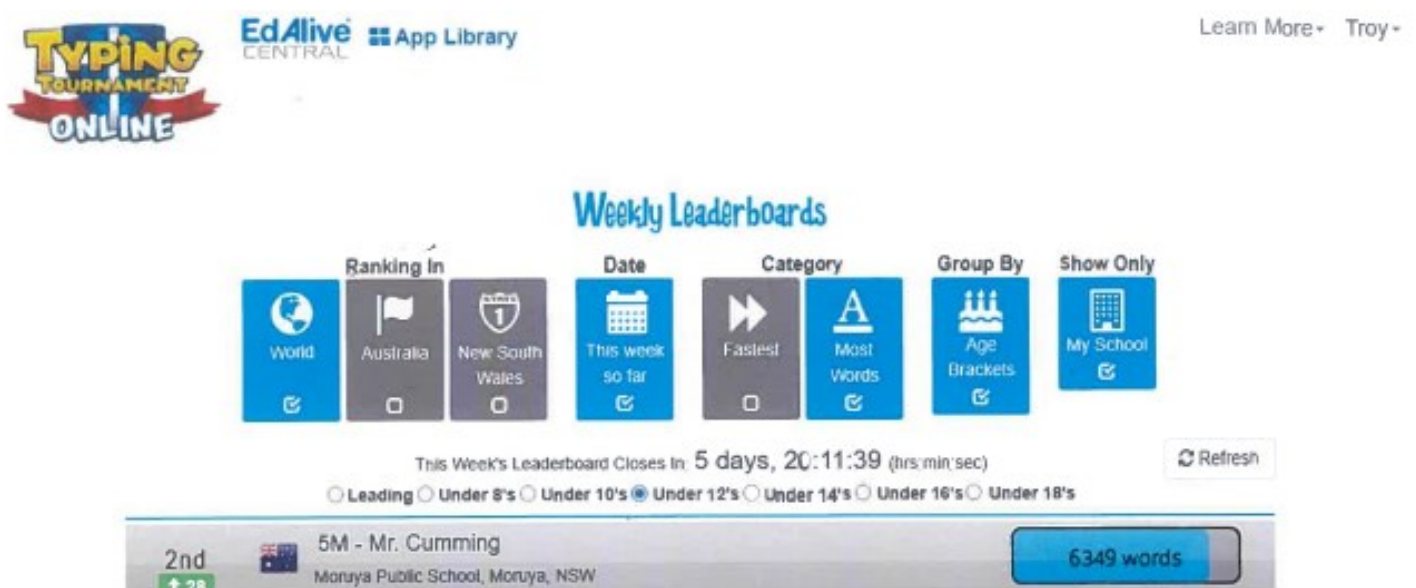 TYPING
TOURNAMENT
ONLINE
EdAlive
CENTRAL
App Library
Learn More
Troy
Weekly Leaderboards
Ranking In
Date
Category
Group By
Show Only
World
Australia
1
New South
Wales
This week
so far
Fastest
A
Most
Words
Age
Brackets
My School
This Week's Leaderboard Closes In: 5 days, 20:11:39 (hrs:min:sec)
Refresh
Leading Under 8's Under 10's Under 12's Under 14's Under 16's Under 18's
2nd
28
5M - Mr. Cumming
Moruya Public School, Moruya, NSW
6349 words